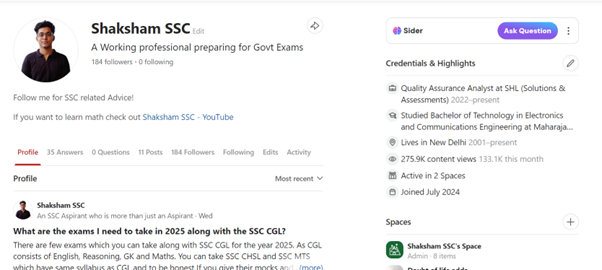 Shaksham SSC Edit
A Working professional preparing for Govt Exams
184 followers · 0 following
Follow me for SSC related Advice!
If you want to learn math check out Shaksham SSC - YouTube
Profile 35 Answers 0 Questions 11 Posts 184 Followers Following Edits Activity
Profile Most recent
Shaksham SSC
An SSC Aspirant who is more than just an Aspirant · Wed
What are the exams I need to take in 2025 along with the SSC CGL?
There are few exams which you can take along with SSC CGL for the year 2025. As CGL
consists of English, Reasoning, GK and Maths. You can take SSC CHSL and SSC MTS
which have same syllabus as CGL and to be honest if you give their mocks and (more)
Sider Ask Question
Credentials & Highlights
Quality Assurance Analyst at SHL (Solutions &
Assessments) 2022–present
Studied Bachelor of Technology in Electronics
and Communications Engineering at Maharaja...
Lives in New Delhi 2001–present
275.9K content views 133.1K this month
Active in 2 Spaces
Joined July 2024
Spaces
Shaksham SSC's Space
Admin · 8 items
Doubt of life adda